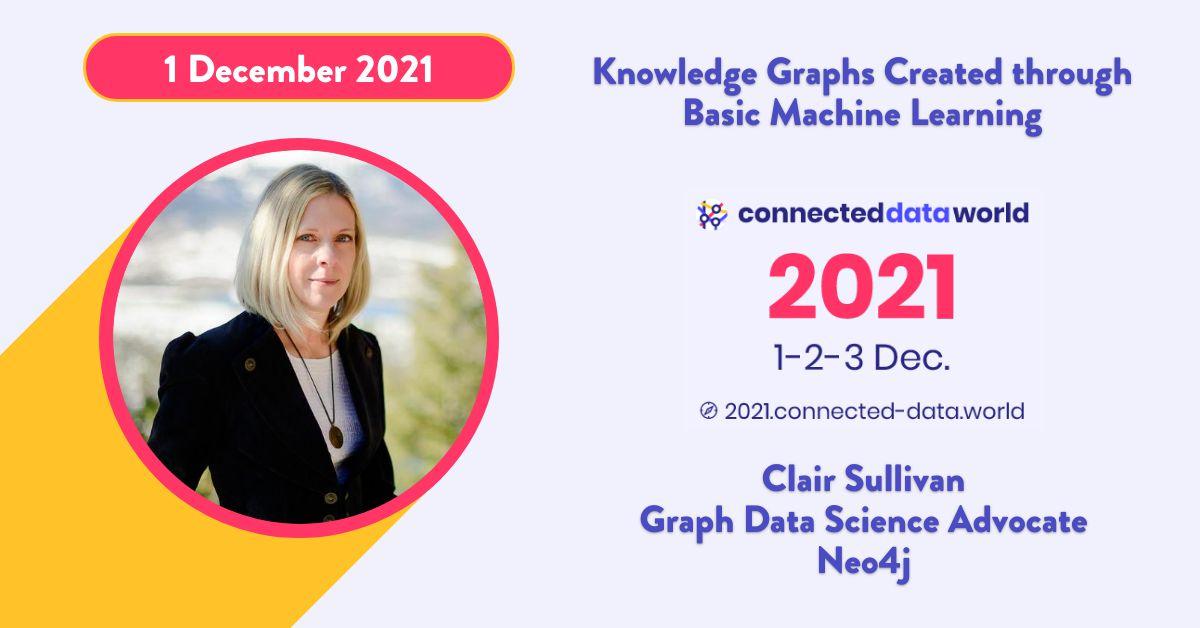 1 December 2021
Knowledge Graphs Created through
Basic Machine Learning
connecteddataworld
2021
1-2-3 Dec.
2021.connected-data.world
Clair Sullivan
Graph Data Science Advocate
Neo4j